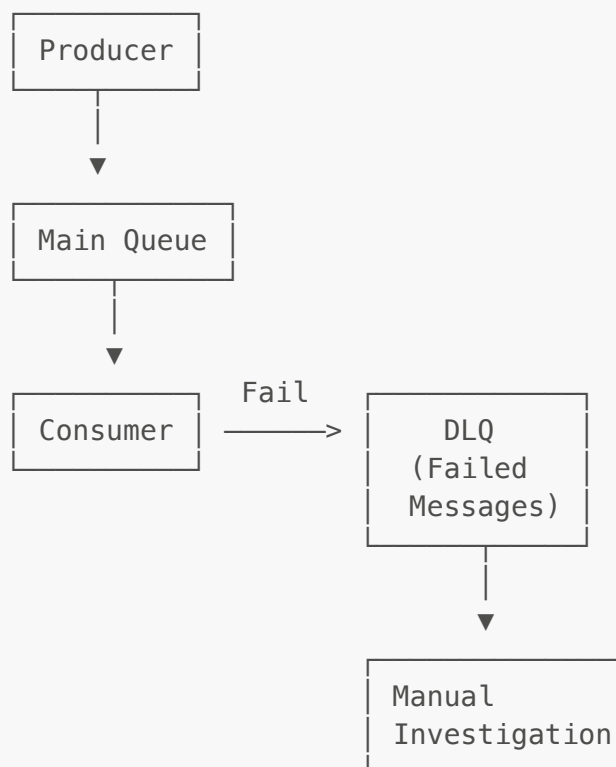 Producer
Main Queue
Fail
Consumer
DLQ
(Failed
Messages)
Manual
Investigation